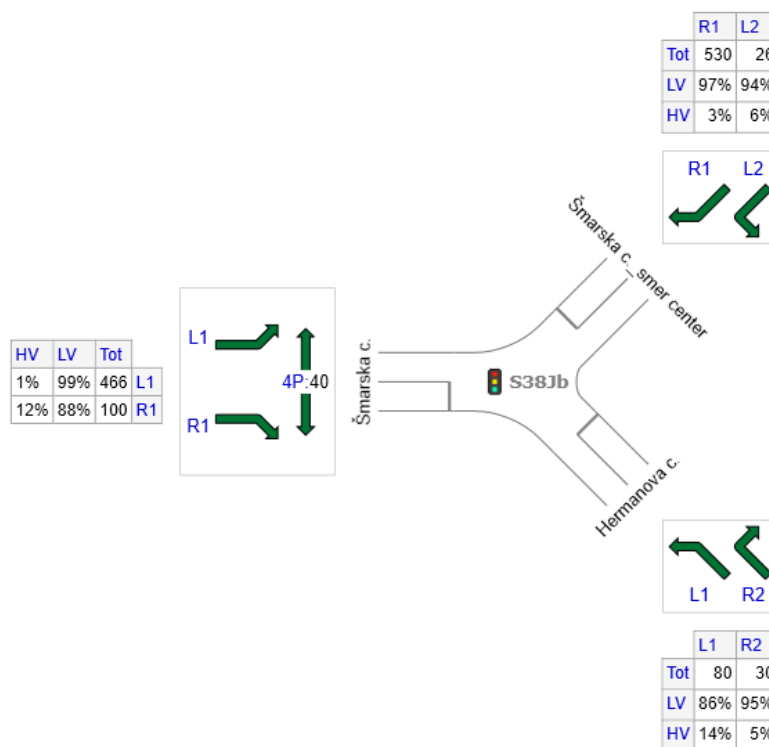 R1 L2
Tot 530 26
LV 97% 94%
HV 3% 6%
R1 L2
Šmarska c._smer center
HV LV Tot
1% 99% 466 L1
12% 88% 100 R1
L1
4P:40
R1
Šmarska c.
S38Jb
Hermanova c.
L1 R2
L1 R2
Tot 80 30
LV 86% 95%
HV 14% 5%